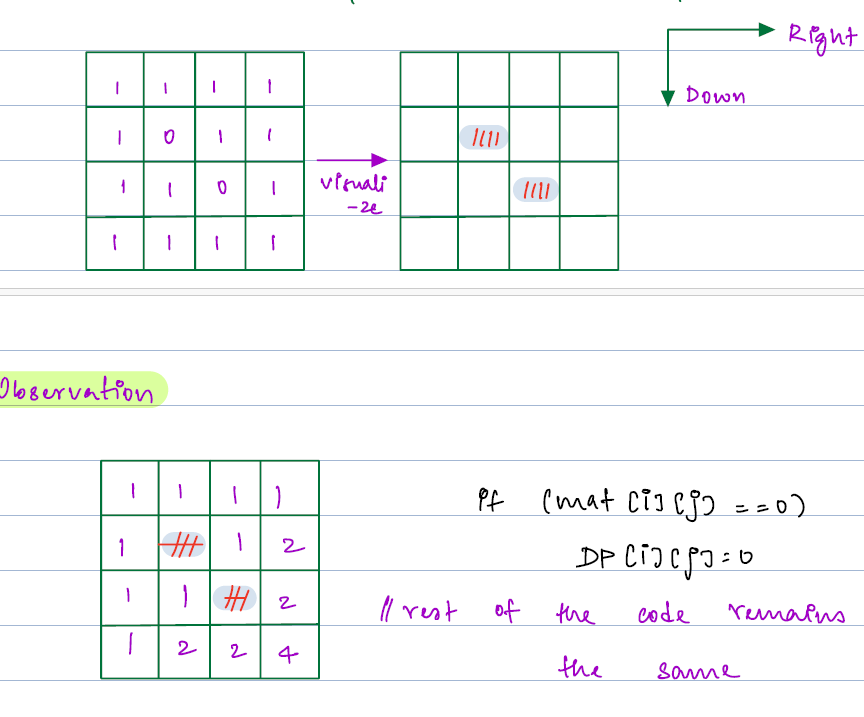 Right
Down
1 1 1 1
1 0 1 1
1 1 0 1
1 1 1 1
visuali
-ze
Observation
1 1 1 1
1 1 2
1 1 2
1 2 2 4
if (mat [i] [j] == 0)
DP [i] [j] = 0
// rest of the code remains
the same